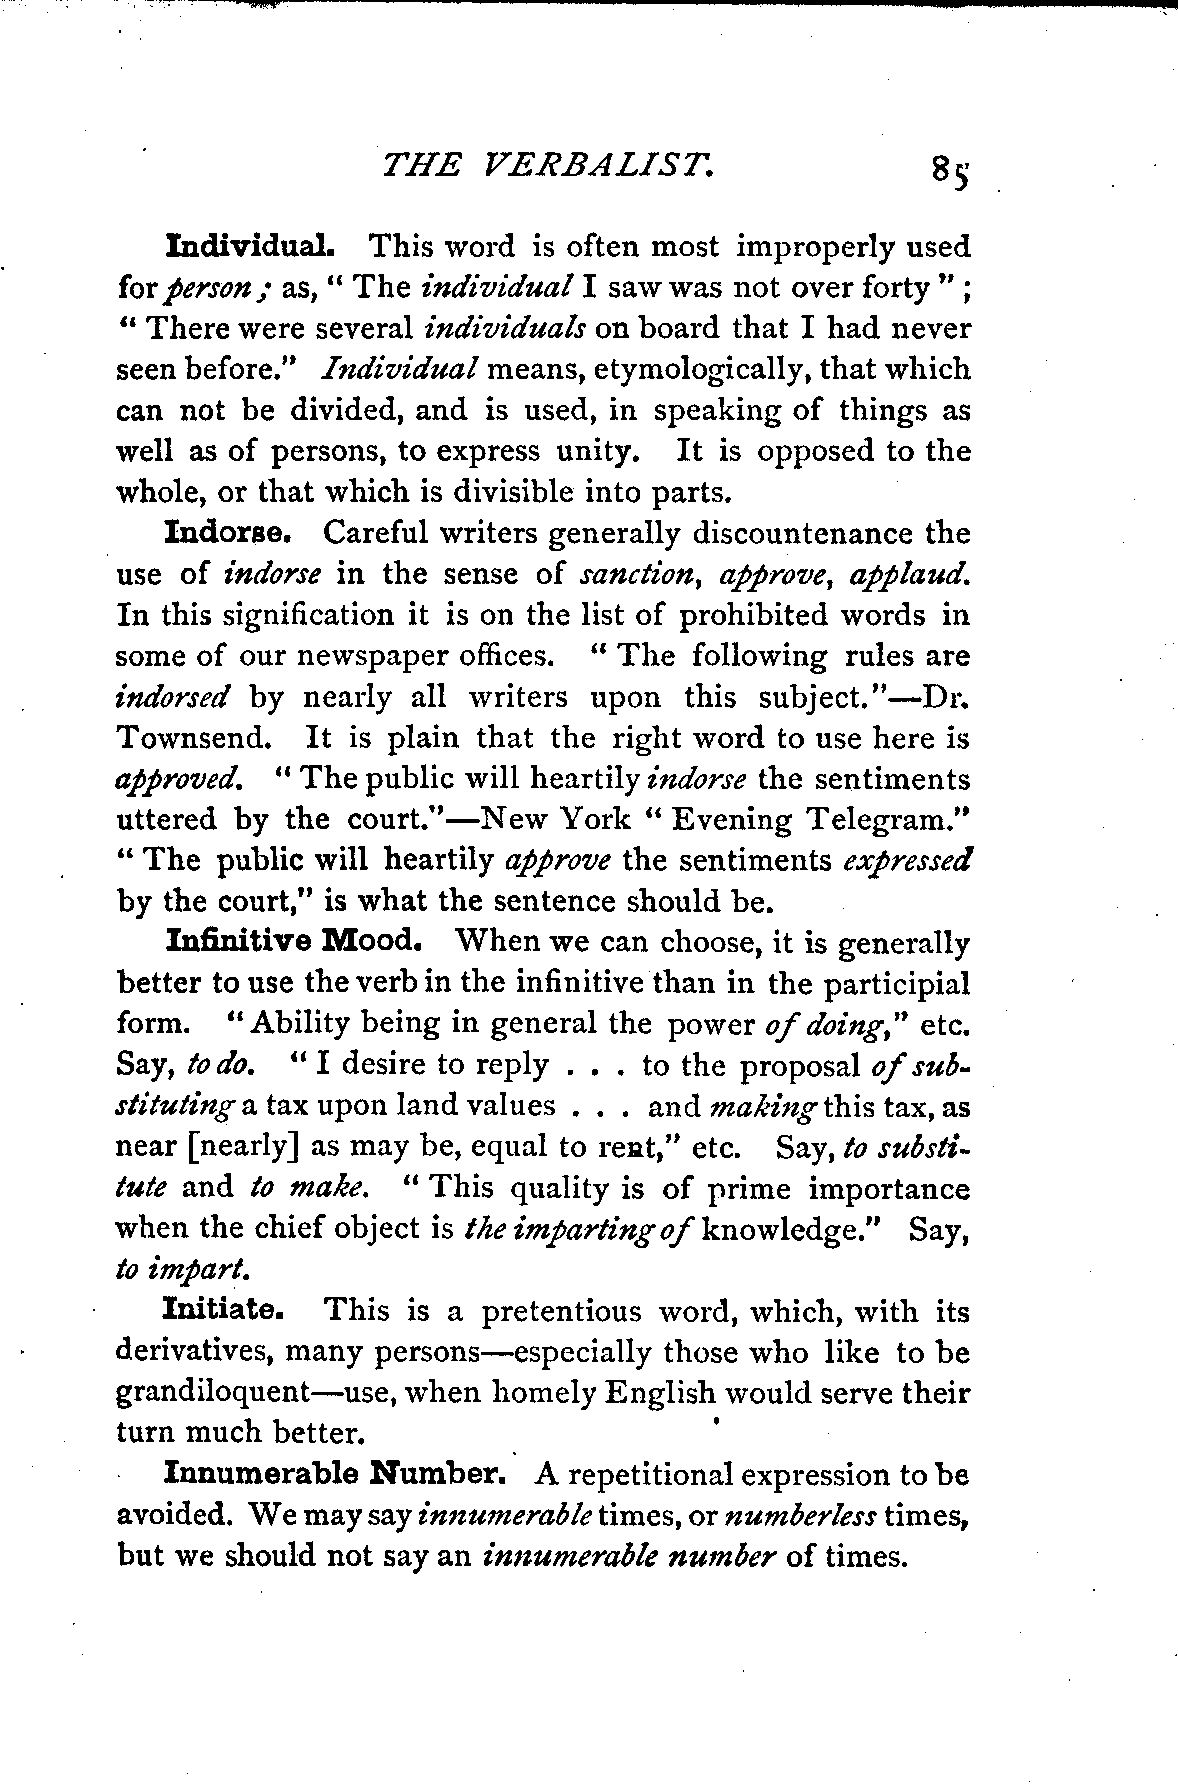 THE VERBALIST. 85
Individual. This word is often most improperly used
for person; as, " The individual I saw was not over forty " ;
" There were several individuals on board that I had never
seen before." Individual means, etymologically, that which
can not be divided, and is used, in speaking of things as
well as of persons, to express unity. It is opposed to the
whole, or that which is divisible into parts.
Indorse. Careful writers generally discountenance the
use of indorse in the sense of sanction, approve, applaud.
In this signification it is on the list of prohibited words in
some of our newspaper offices. " The following rules are
indorsed by nearly all writers upon this subject."—Dr.
Townsend. It is plain that the right word to use here is
approved. " The public will heartily indorse the sentiments
uttered by the court."—New York " Evening Telegram."
" The public will heartily approve the sentiments expressed
by the court," is what the sentence should be.
Infinitive Mood. When we can choose, it is generally
better to use the verb in the infinitive than in the participial
form. " Ability being in general the power of doing," etc.
Say, to do. " I desire to reply . . . to the proposal of sub-
stituting a tax upon land values . . . and making this tax, as
near [nearly] as may be, equal to rent," etc. Say, to substi-
tute and to make. " This quality is of prime importance
when the chief object is the imparting of knowledge." Say,
to impart.
Initiate. This is a pretentious word, which, with its
derivatives, many persons—especially those who like to be
grandiloquent—use, when homely English would serve their
turn much better.
Innumerable Number. A repetitional expression to be
avoided. We may say innumerable times, or numberless times,
but we should not say an innumerable number of times.